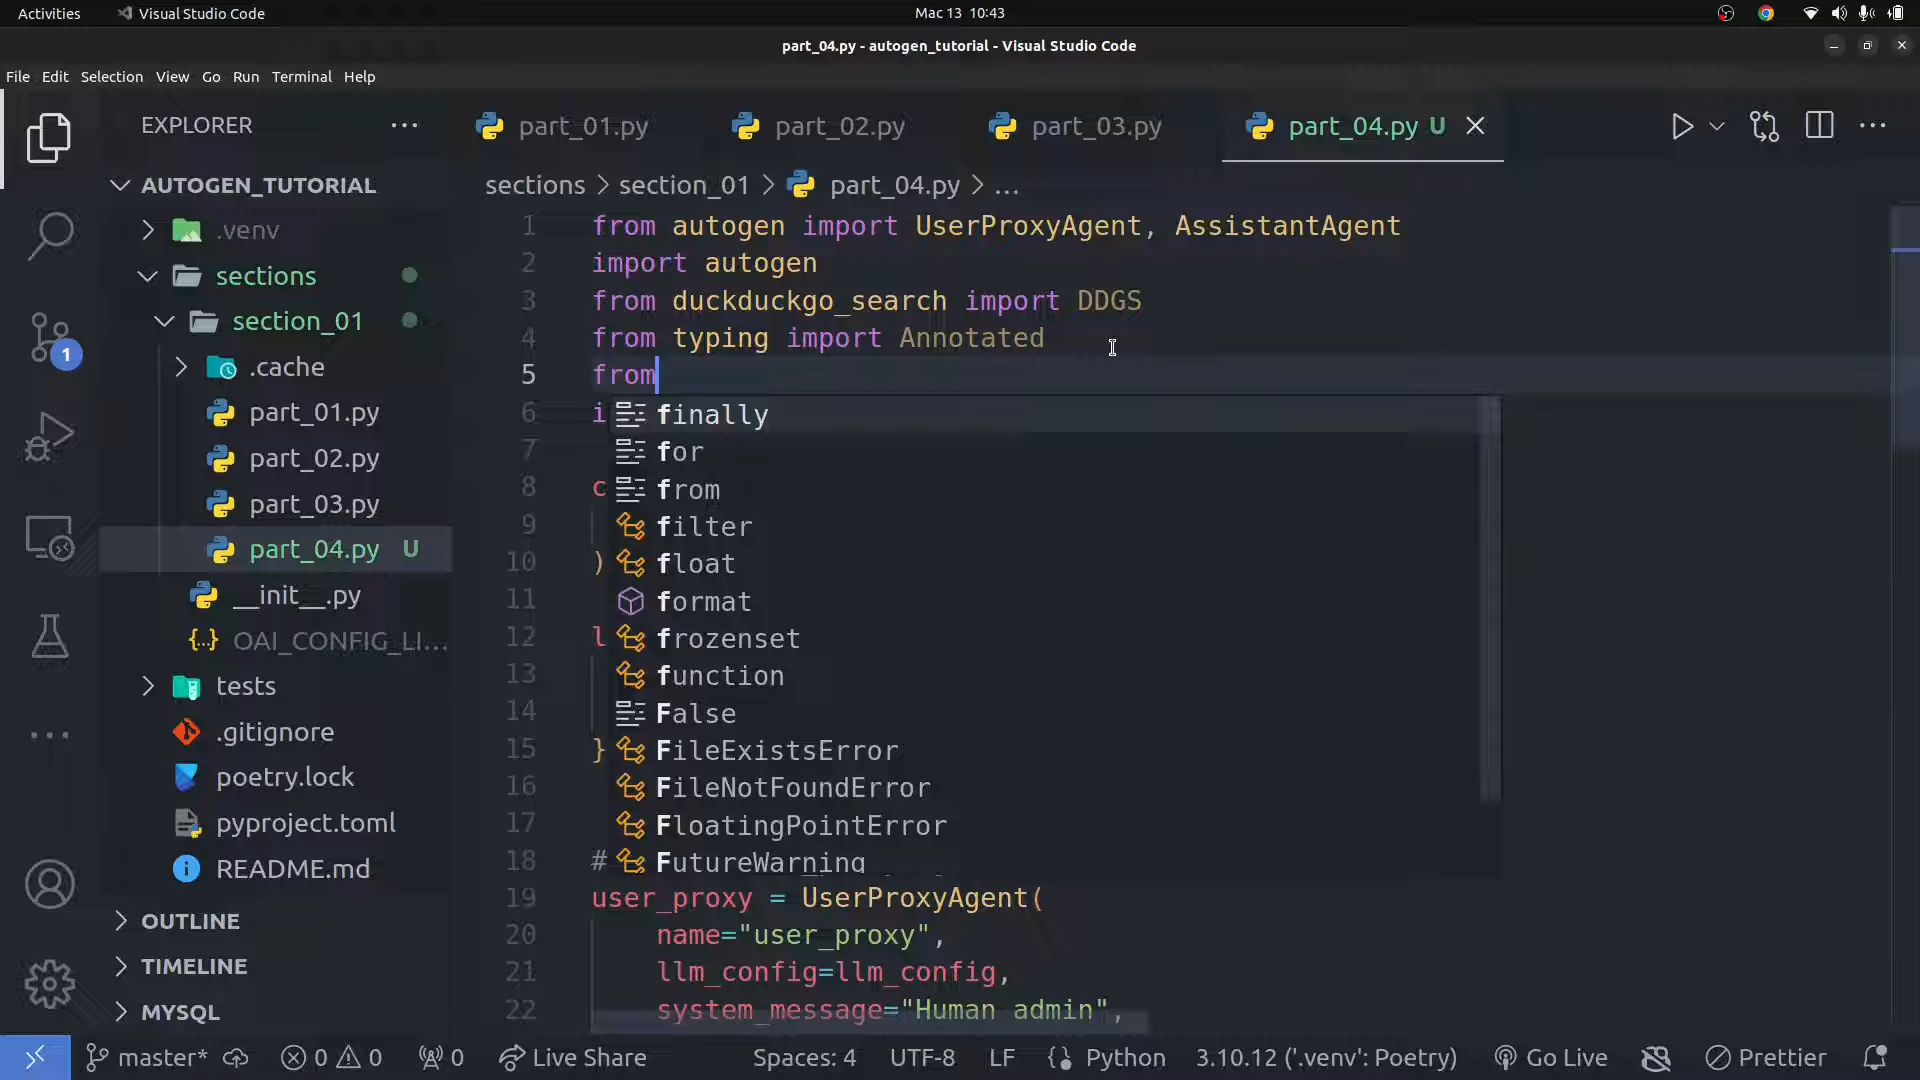 Activities
Visual Studio Code
Mac 13 10:43
part_04.py - autogen_tutorial - Visual Studio Code
File Edit Selection View Go Run Terminal Help
EXPLORER
part_01.py
part_02.py
part_03.py
part_04.py U
AUTOGEN_TUTORIAL
.venv
sections
section_01
.cache
part_01.py
part_02.py
part_03.py
part_04.py U
__init__.py
OAI_CONFIG_LI...
tests
.gitignore
poetry.lock
pyproject.toml
README.md
OUTLINE
TIMELINE
MYSQL
1
sections > section_01 > part_04.py > ...
1 from autogen import UserProxyAgent, AssistantAgent
2 import autogen
3 from duckduckgo_search import DDGS
4 from typing import Annotated
5 from
6 i
7
8 c
9
10 )
11
12 l
13
14
15 }
16
17
18 #
finally
for
from
filter
float
format
frozenset
function
False
FileExistsError
FileNotFoundError
FloatingPointError
FutureWarning
19 user_proxy = UserProxyAgent(
20 name="user_proxy",
21 llm_config=llm_config,
22 system_message="Human admin",
master* 0 0 0 Live Share Spaces: 4 UTF-8 LF Python 3.10.12 ('.venv': Poetry) Go Live Prettier